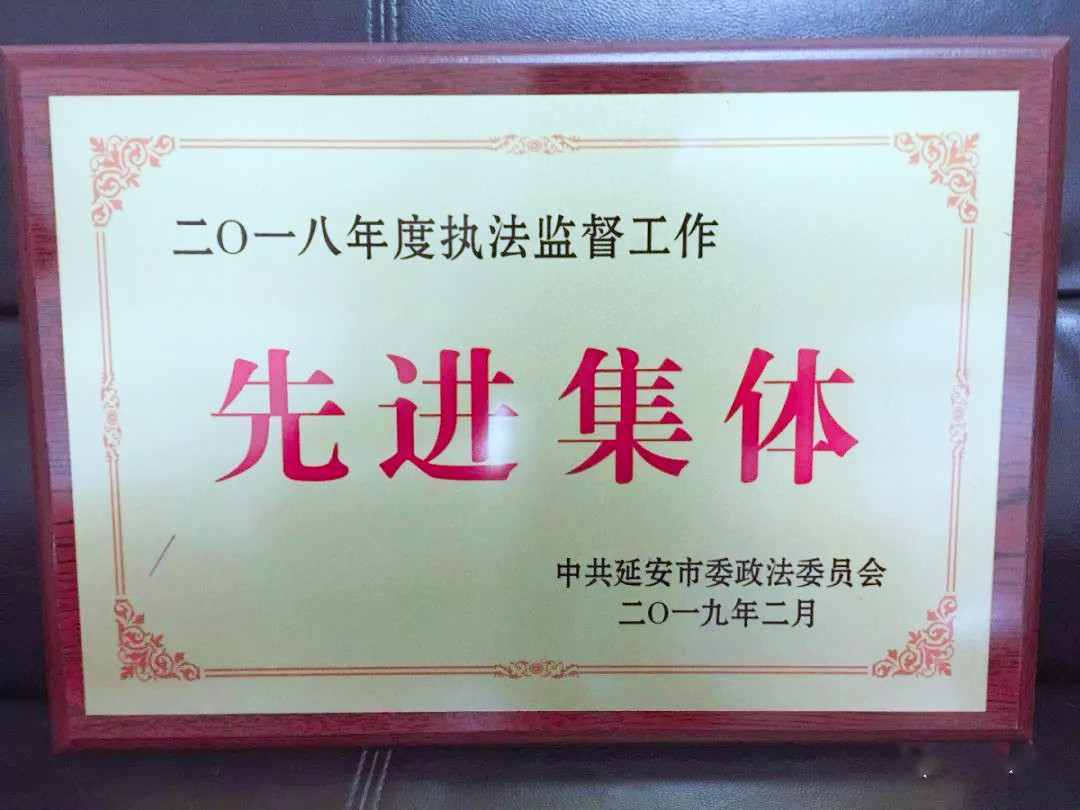 二〇一八年度执法监督工作
先进集体
中共延安市委政法委员会
二〇一九年二月